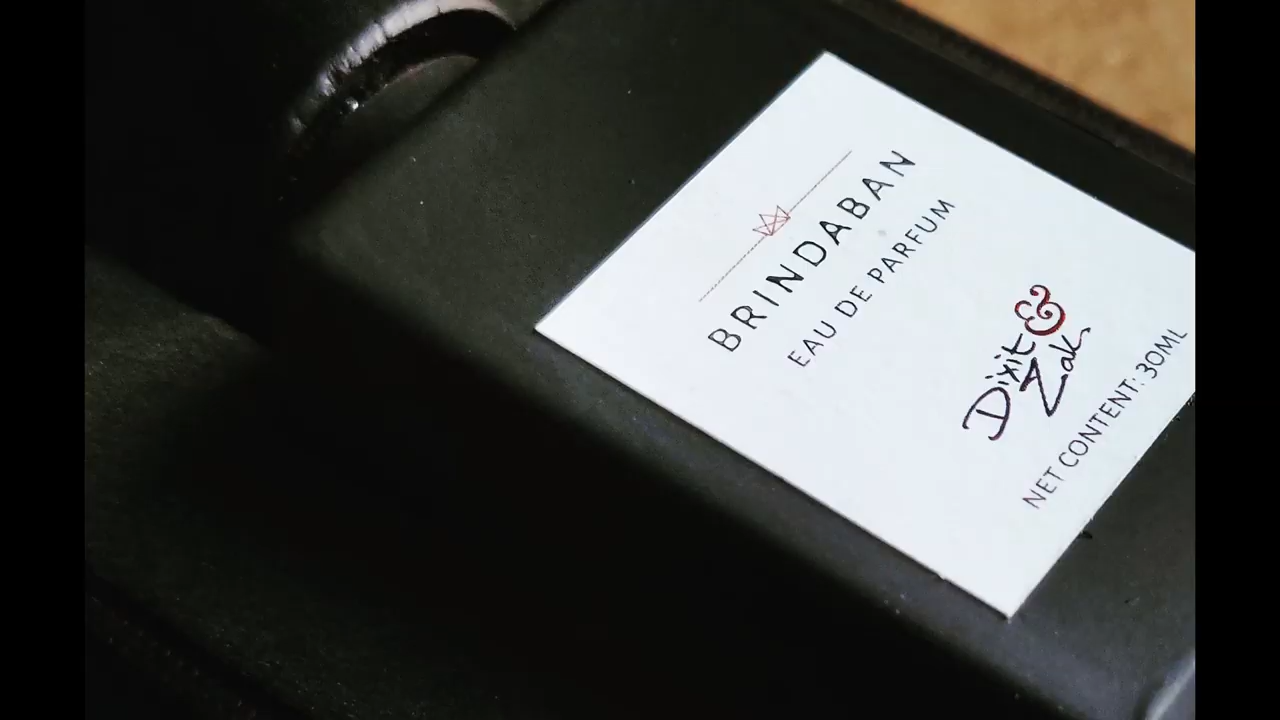 BRINDABAN
EAU DE PARFUM
Dixit &
Zak
NET CONTENT: 30ML